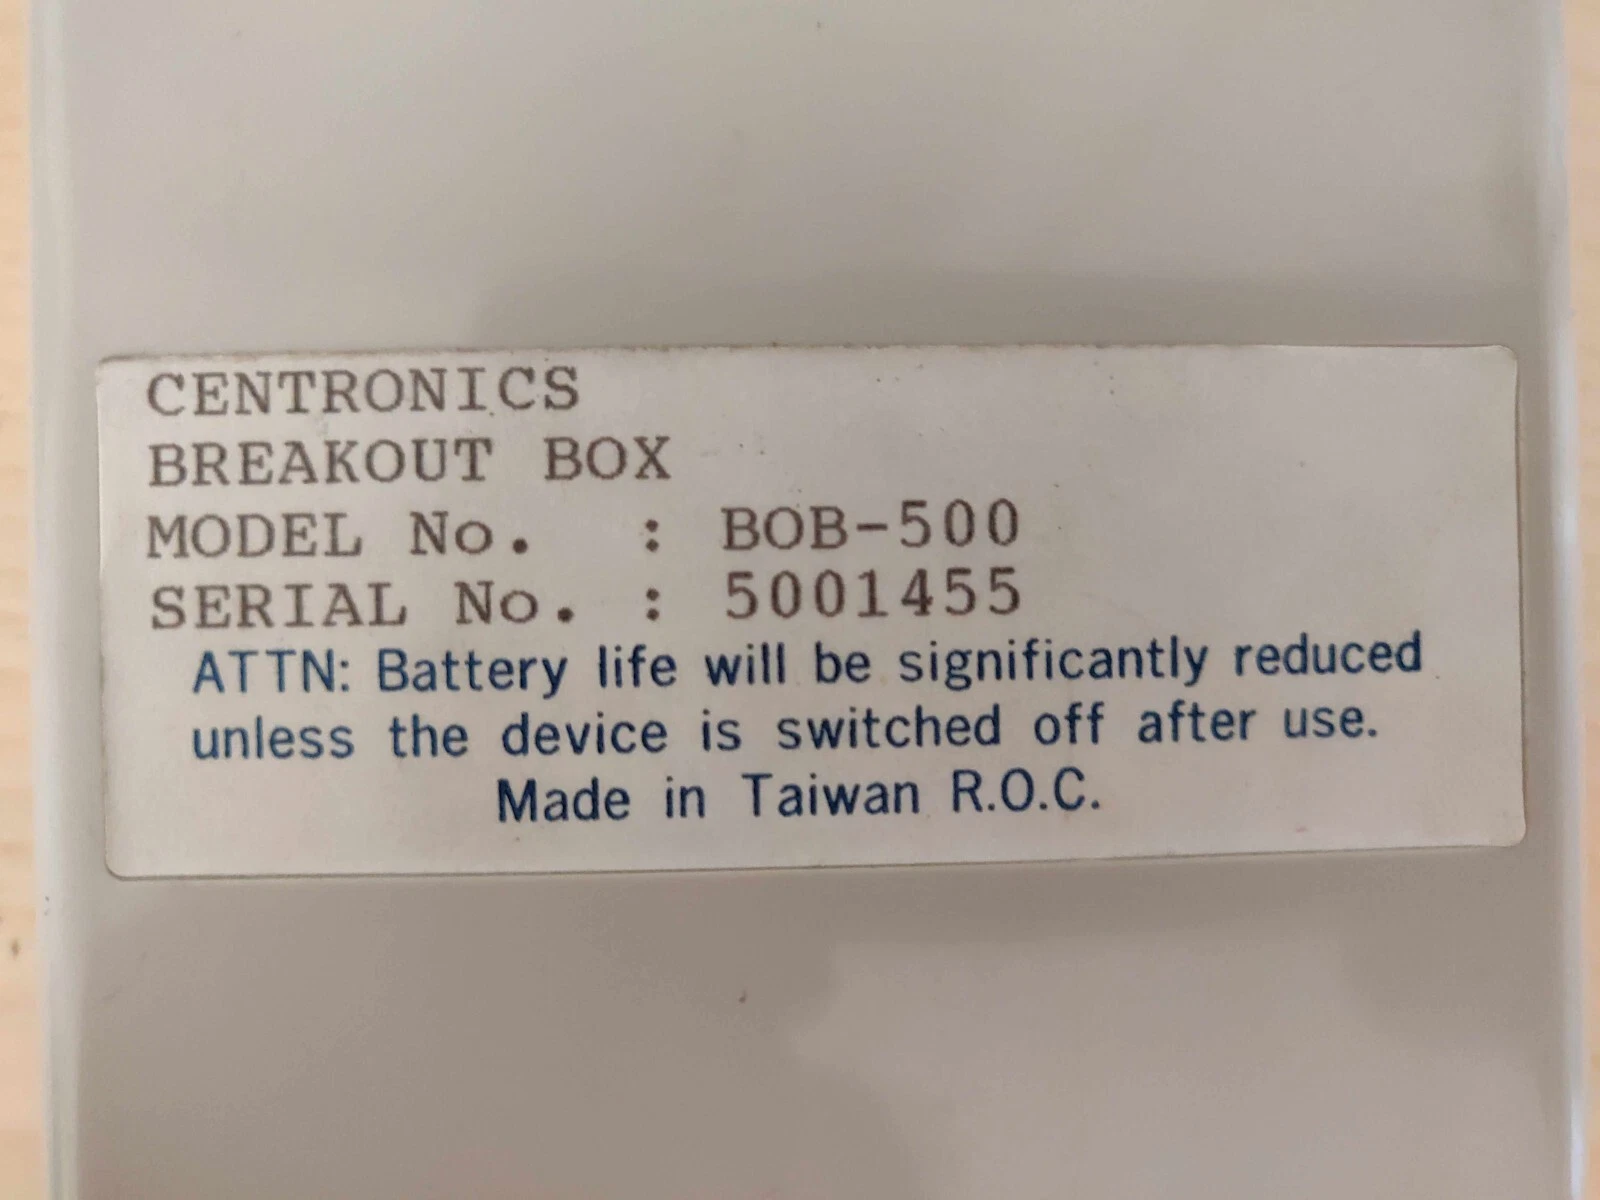 CENTRONICS
BREAKOUT BOX
MODEL No. : BOB-500
SERIAL No. : 5001455
ATTN: Battery life will be significantly reduced
unless the device is switched off after use.
Made in Taiwan R.O.C.